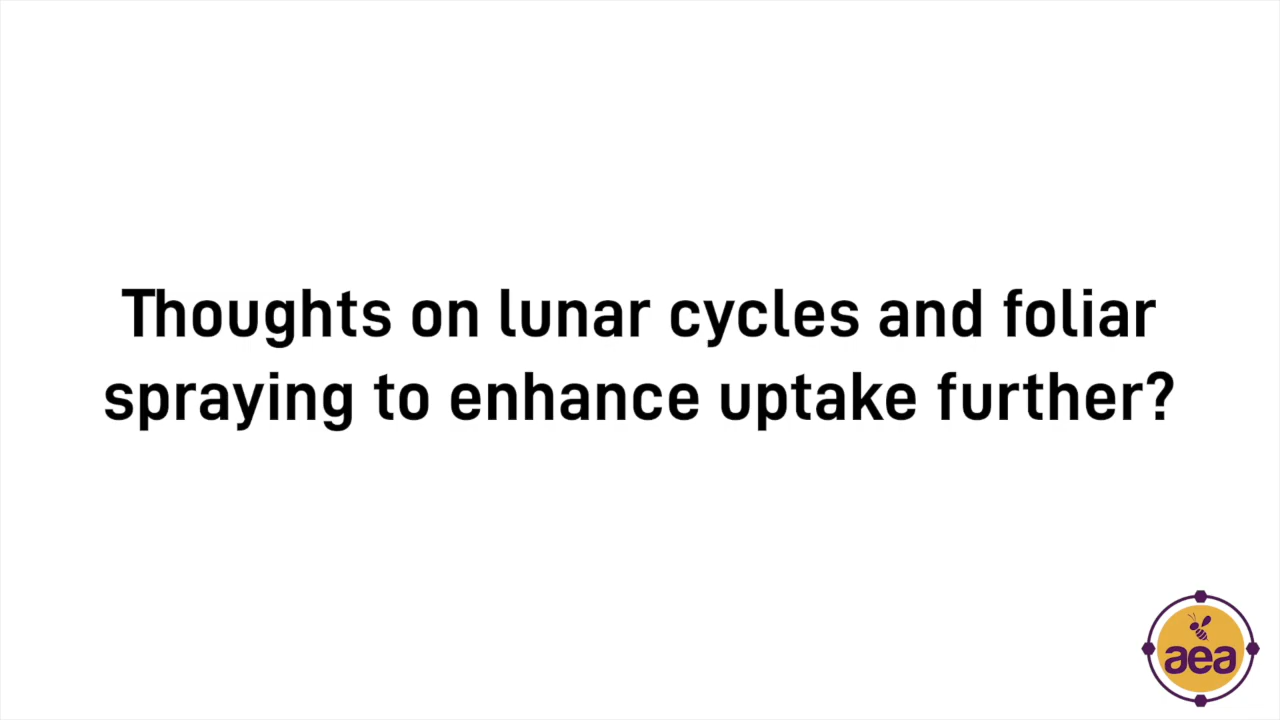 Thoughts on lunar cycles and foliar
spraying to enhance uptake further?
aea